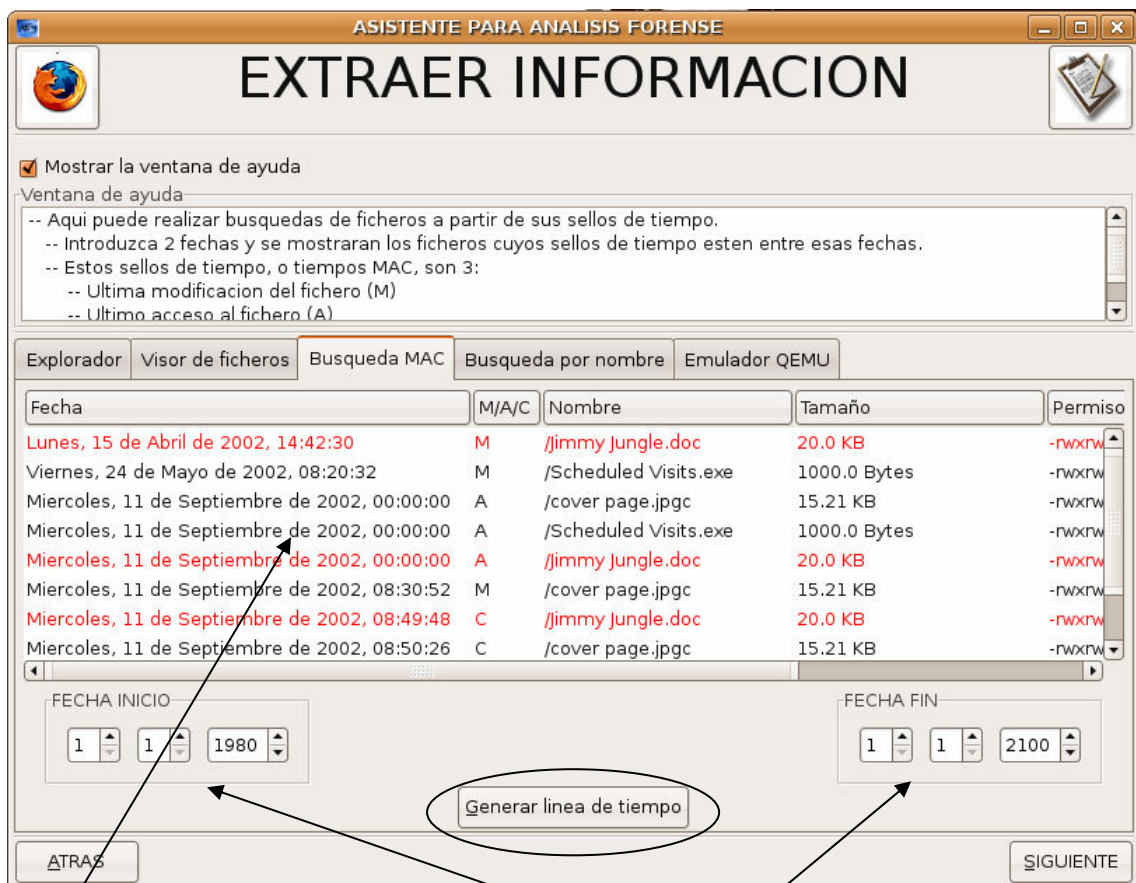 ASISTENTE PARA ANALISIS FORENSE
EXTRAER INFORMACION
Mostrar la ventana de ayuda
Ventana de ayuda
-- Aqui puede realizar busquedas de ficheros a partir de sus sellos de tiempo.
-- Introduzca 2 fechas y se mostraran los ficheros cuyos sellos de tiempo esten entre esas fechas.
-- Estos sellos de tiempo, o tiempos MAC, son 3:
-- Ultima modificacion del fichero (M)
-- Ultimo acceso al fichero (A)
Explorador Visor de ficheros Busqueda MAC Busqueda por nombre Emulador QEMU
Fecha M/A/C Nombre Tamaño Permiso
Lunes, 15 de Abril de 2002, 14:42:30 M /Jimmy Jungle.doc 20.0 KB -rwxrw
Viernes, 24 de Mayo de 2002, 08:20:32 M /Scheduled Visits.exe 1000.0 Bytes -rwxrw
Miercoles, 11 de Septiembre de 2002, 00:00:00 A /cover page.jpgc 15.21 KB -rwxrw
Miercoles, 11 de Septiembre de 2002, 00:00:00 A /Scheduled Visits.exe 1000.0 Bytes -rwxrw
Miercoles, 11 de Septiembre de 2002, 00:00:00 A /Jimmy Jungle.doc 20.0 KB -rwxrw
Miercoles, 11 de Septiembre de 2002, 08:30:52 M /cover page.jpgc 15.21 KB -rwxrw
Miercoles, 11 de Septiembre de 2002, 08:49:48 C /Jimmy Jungle.doc 20.0 KB -rwxrw
Miercoles, 11 de Septiembre de 2002, 08:50:26 C /cover page.jpgc 15.21 KB -rwxrw
FECHA INICIO FECHA FIN
1 1 1980 1 1 2100
Generar linea de tiempo
ATRAS SIGUIENTE